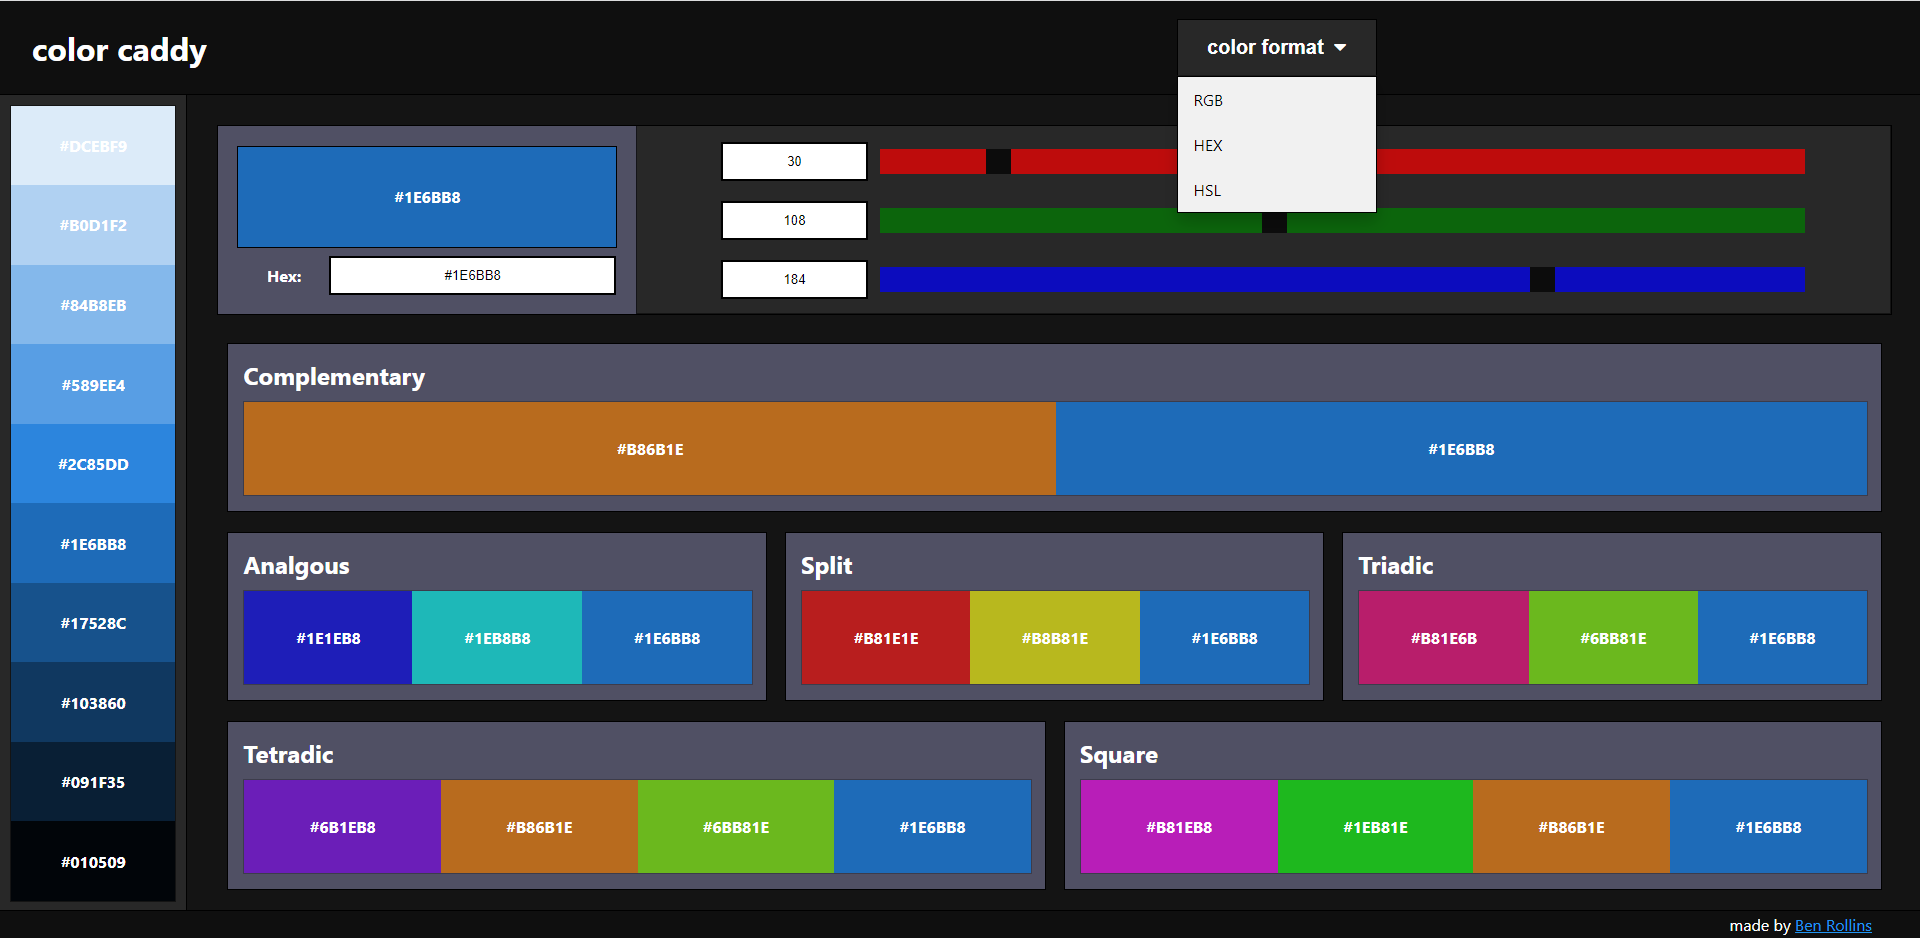 color caddy
color format
RGB
HEX
HSL
#DCEBF9
#B0D1F2
#84B8EB
#589EE4
#2C85DD
#1E6BB8
#17528C
#103860
#091F35
#010509
#1E6BB8
Hex: #1E6BB8
30
108
184
Complementary
#B86B1E #1E6BB8
Analgous
#1E1EB8 #1EB8B8 #1E6BB8
Split
#B81E1E #B8B81E #1E6BB8
Triadic
#B81E6B #6BB81E #1E6BB8
Tetradic
#6B1EB8 #B86B1E #6BB81E #1E6BB8
Square
#B81EB8 #1EB81E #B86B1E #1E6BB8
made by Ben Rollins